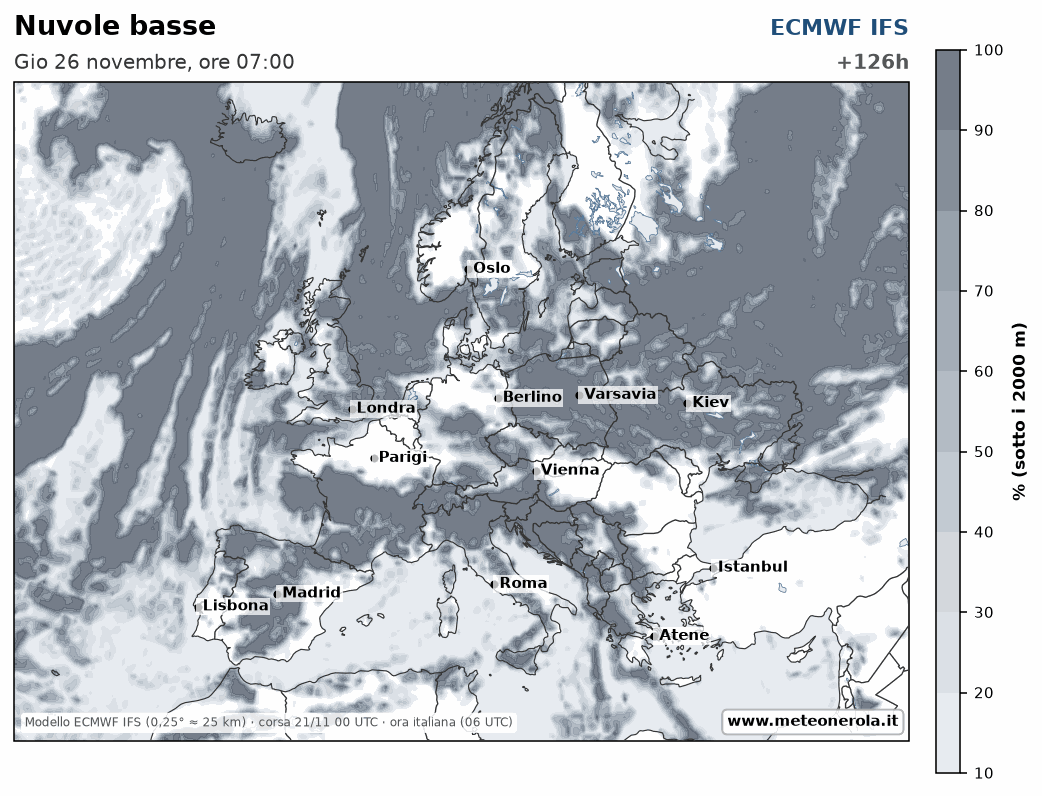 Nuvole basse
ECMWF IFS
Gio 26 novembre, ore 07:00
+126h
Oslo
Londra
Berlino
Varsavia
Kiev
Parigi
Vienna
Istanbul
Roma
Madrid
Lisbona
Atene
Modello ECMWF IFS (0,25° ≈ 25 km) · corsa 21/11 00 UTC · ora italiana (06 UTC)
www.meteonerola.it
100
90
80
70
60
50
40
30
20
10
% (sotto i 2000 m)